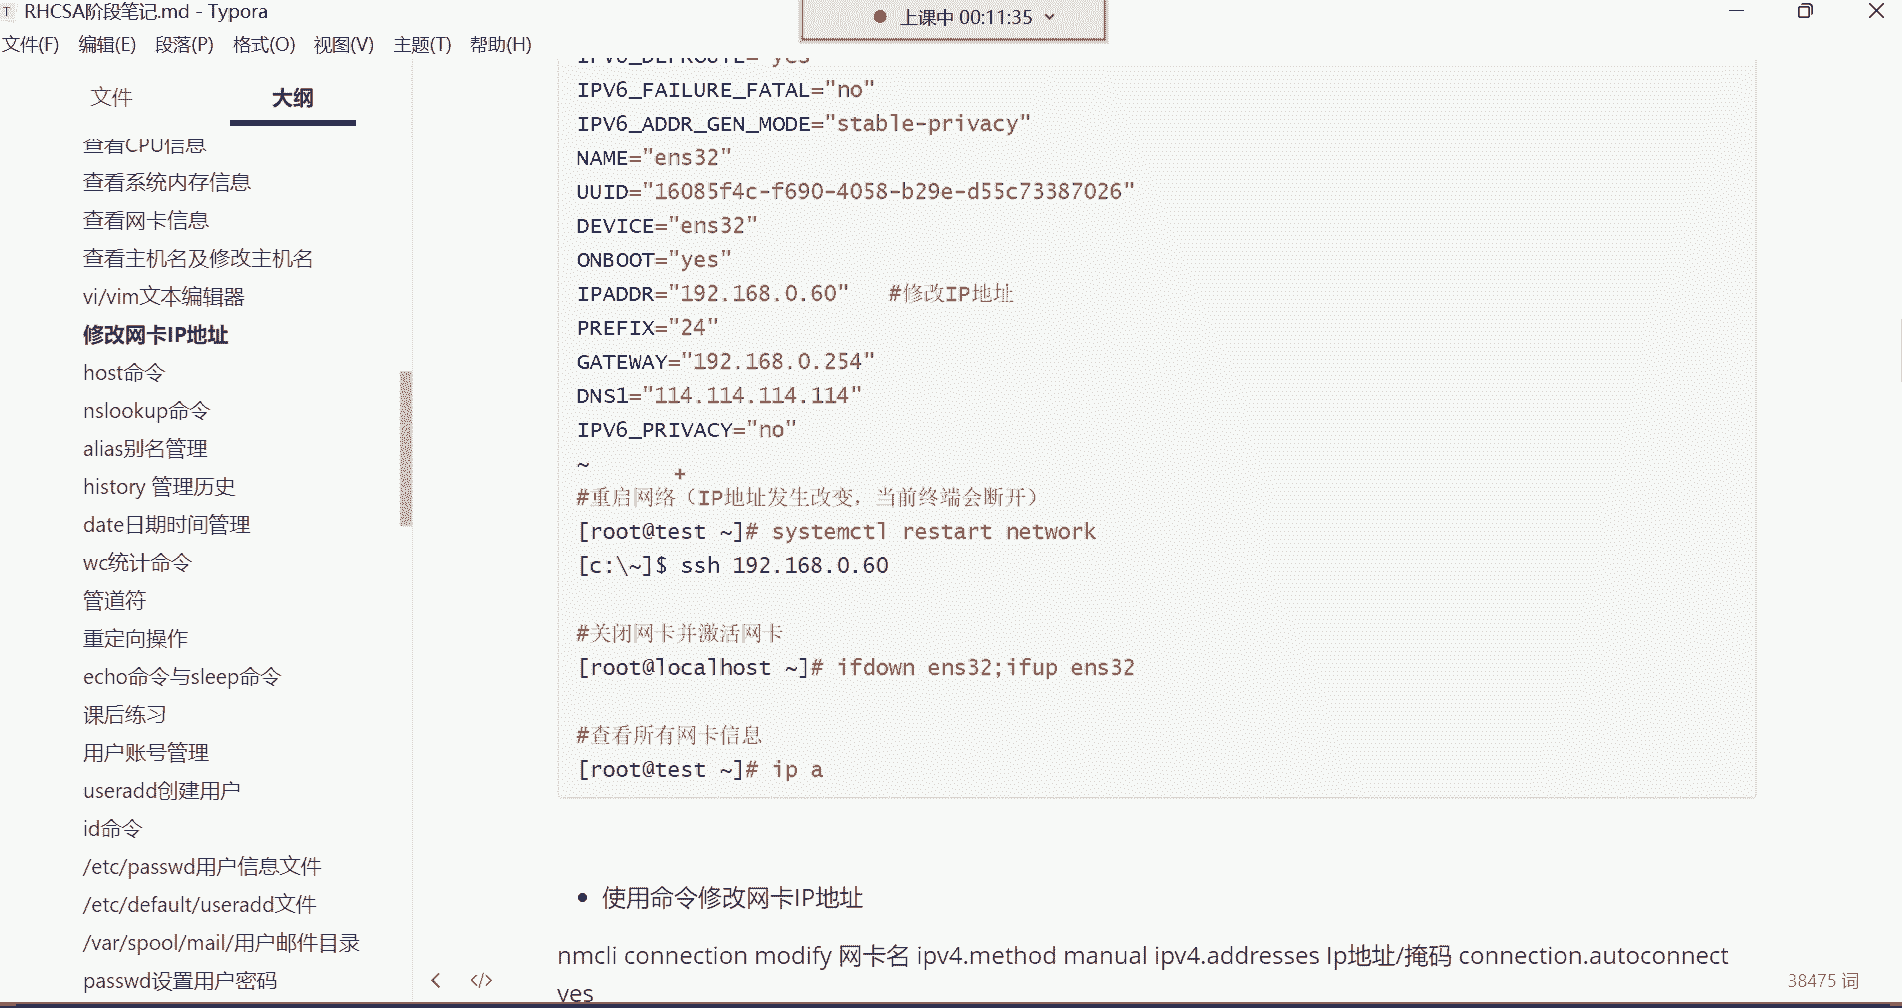 RHCSA阶段笔记.md - Typora
上课中 00:11:35
文件(F) 编辑(E) 段落(P) 格式(O) 视图(V) 主题(T) 帮助(H)
文件 大纲
查看CPU信息
查看系统内存信息
查看网卡信息
查看主机名及修改主机名
vi/vim文本编辑器
修改网卡IP地址
host命令
nslookup命令
alias别名管理
history 管理历史
date日期时间管理
wc统计命令
管道符
重定向操作
echo命令与sleep命令
课后练习
用户账号管理
useradd创建用户
id命令
/etc/passwd用户信息文件
/etc/default/useradd文件
/var/spool/mail/用户邮件目录
passwd设置用户密码
IPV6_DEFROUTE="yes"
IPV6_FAILURE_FATAL="no"
IPV6_ADDR_GEN_MODE="stable-privacy"
NAME="ens32"
UUID="16085f4c-f690-4058-b29e-d55c73387026"
DEVICE="ens32"
ONBOOT="yes"
IPADDR="192.168.0.60" #修改IP地址
PREFIX="24"
GATEWAY="192.168.0.254"
DNS1="114.114.114.114"
IPV6_PRIVACY="no"
~
#重启网络（IP地址发生改变，当前终端会断开）
[root@test ~]# systemctl restart network
[c:\~]$ ssh 192.168.0.60
#关闭网卡并激活网卡
[root@localhost ~]# ifdown ens32;ifup ens32
#查看所有网卡信息
[root@test ~]# ip a
• 使用命令修改网卡IP地址
nmcli connection modify 网卡名 ipv4.method manual ipv4.addresses Ip地址/掩码 connection.autoconnect
yes
38475 词